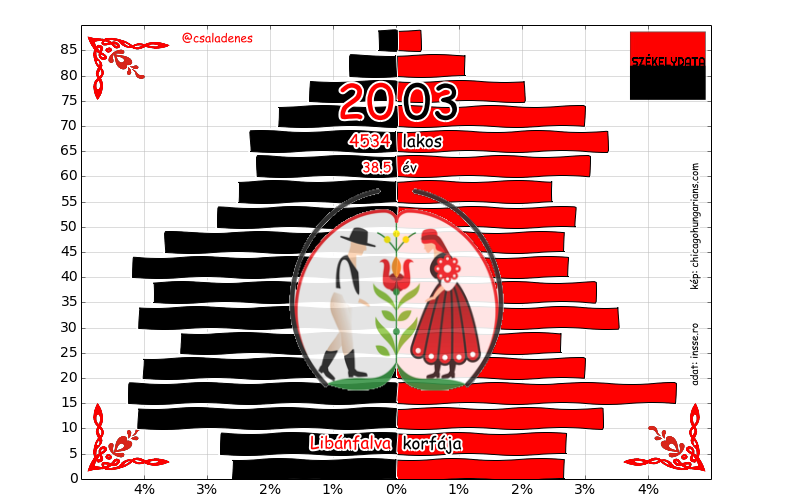 @csaladenes
SZÉKELYDATA
2003
4534 lakos
38.5 év
85
80
75
70
65
60
55
50
45
40
35
30
25
20
15
10
5
0
kép: chicagohungarians.com
adat: insse.ro
Libánfalva korfája
4% 3% 2% 1% 0% 1% 2% 3% 4%